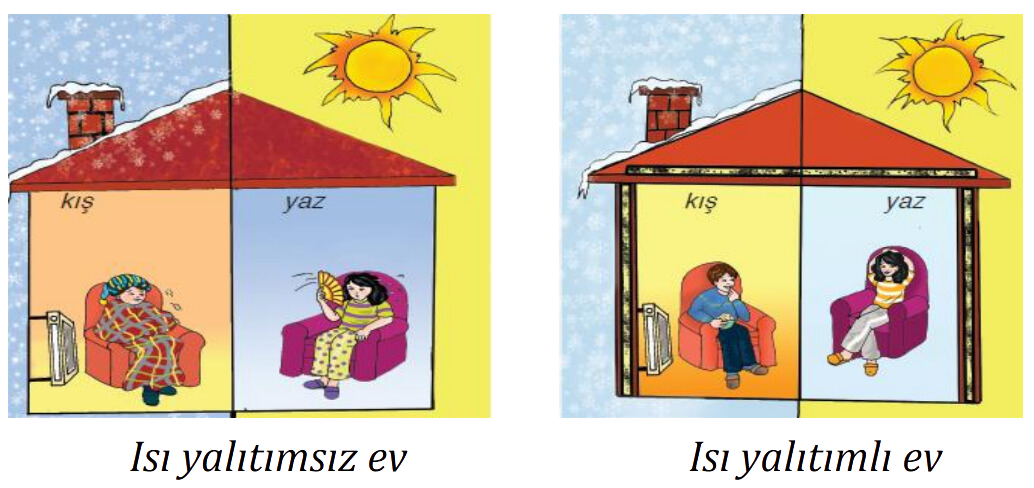 kış
yaz
kış
yaz
Isı yalıtımsız ev
Isı yalıtımlı ev